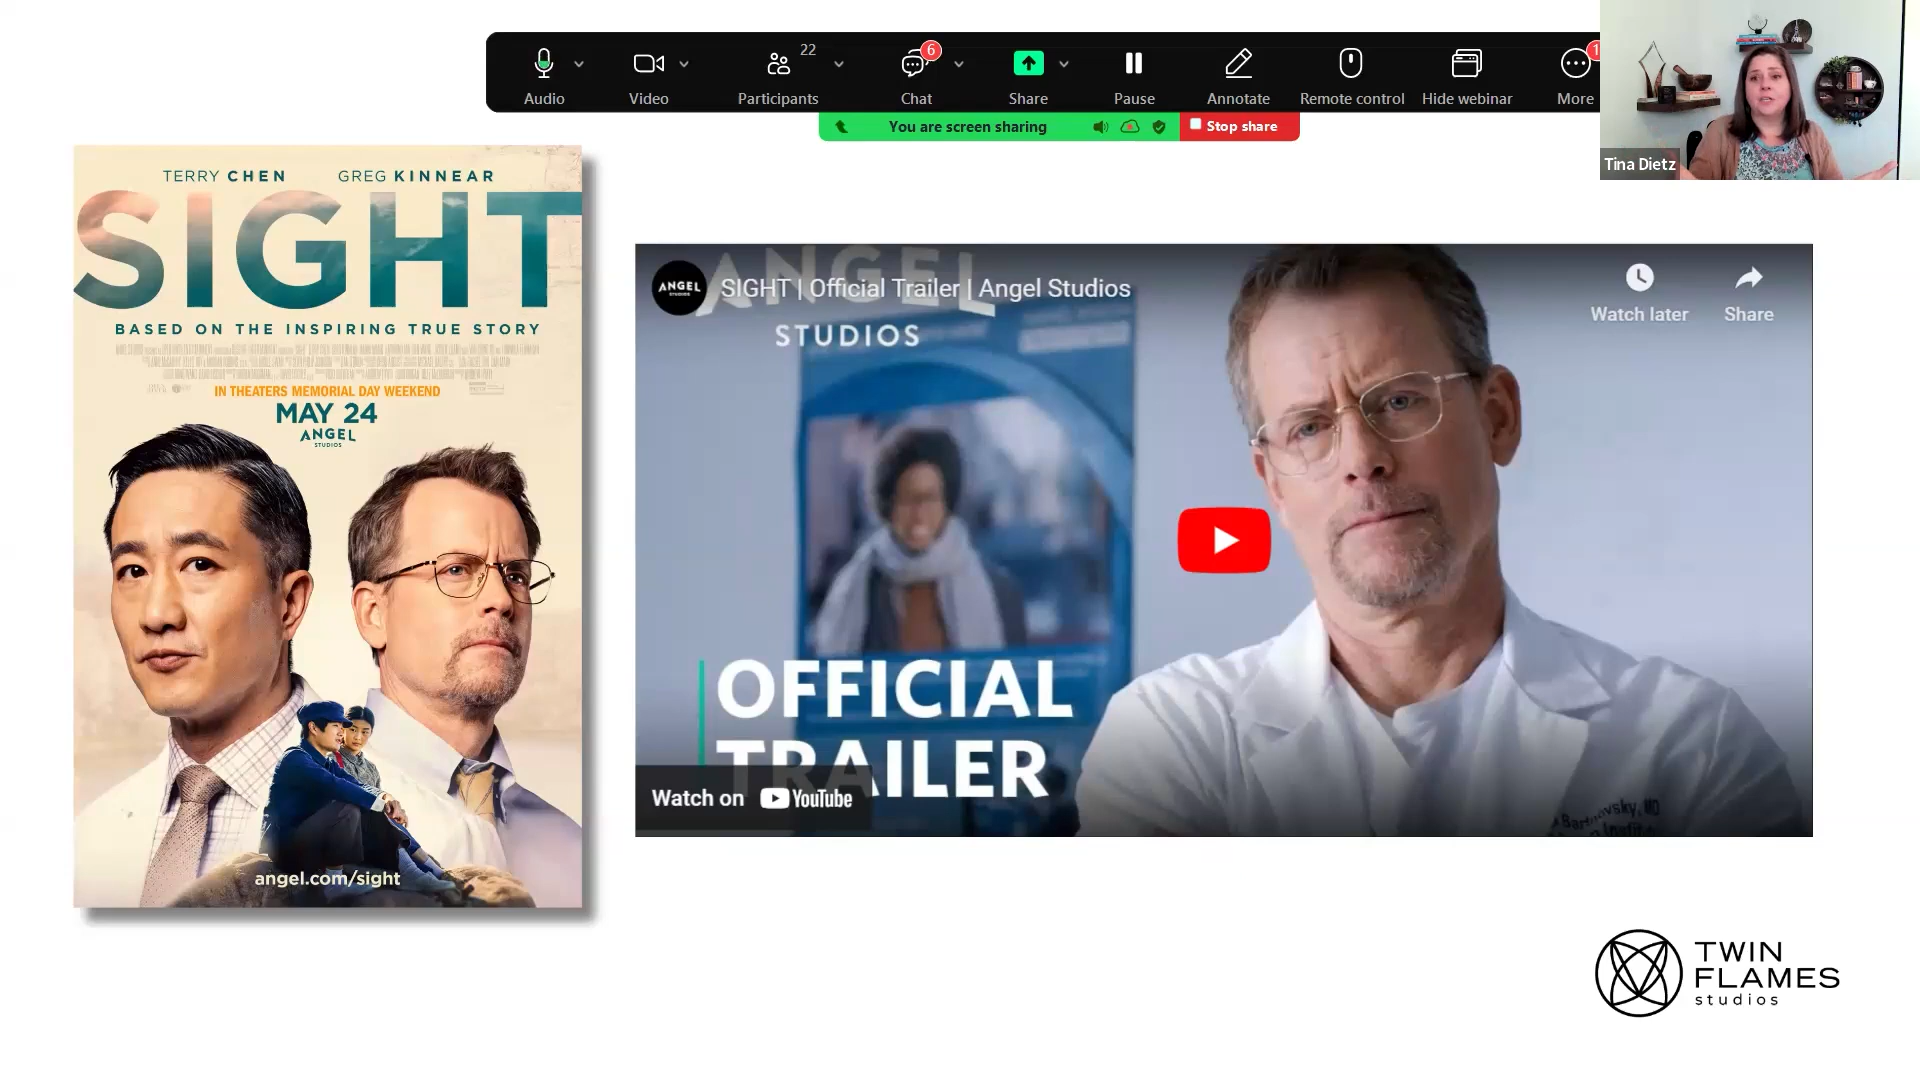 22
6
1
Audio
Video
Participants
Chat
Share
Pause
Annotate
Remote control
Hide webinar
More
You are screen sharing
Stop share
Tina Dietz
TERRY CHEN GREG KINNEAR
SIGHT
BASED ON THE INSPIRING TRUE STORY
IN THEATERS MEMORIAL DAY WEEKEND
MAY 24
ANGEL
STUDIOS
angel.com/sight
ANGEL
STUDIOS
SIGHT | Official Trailer | Angel Studios
ANGEL
STUDIOS
Watch later
Share
OFFICIAL
TRAILER
Watch on YouTube
TWIN
FLAMES
studios